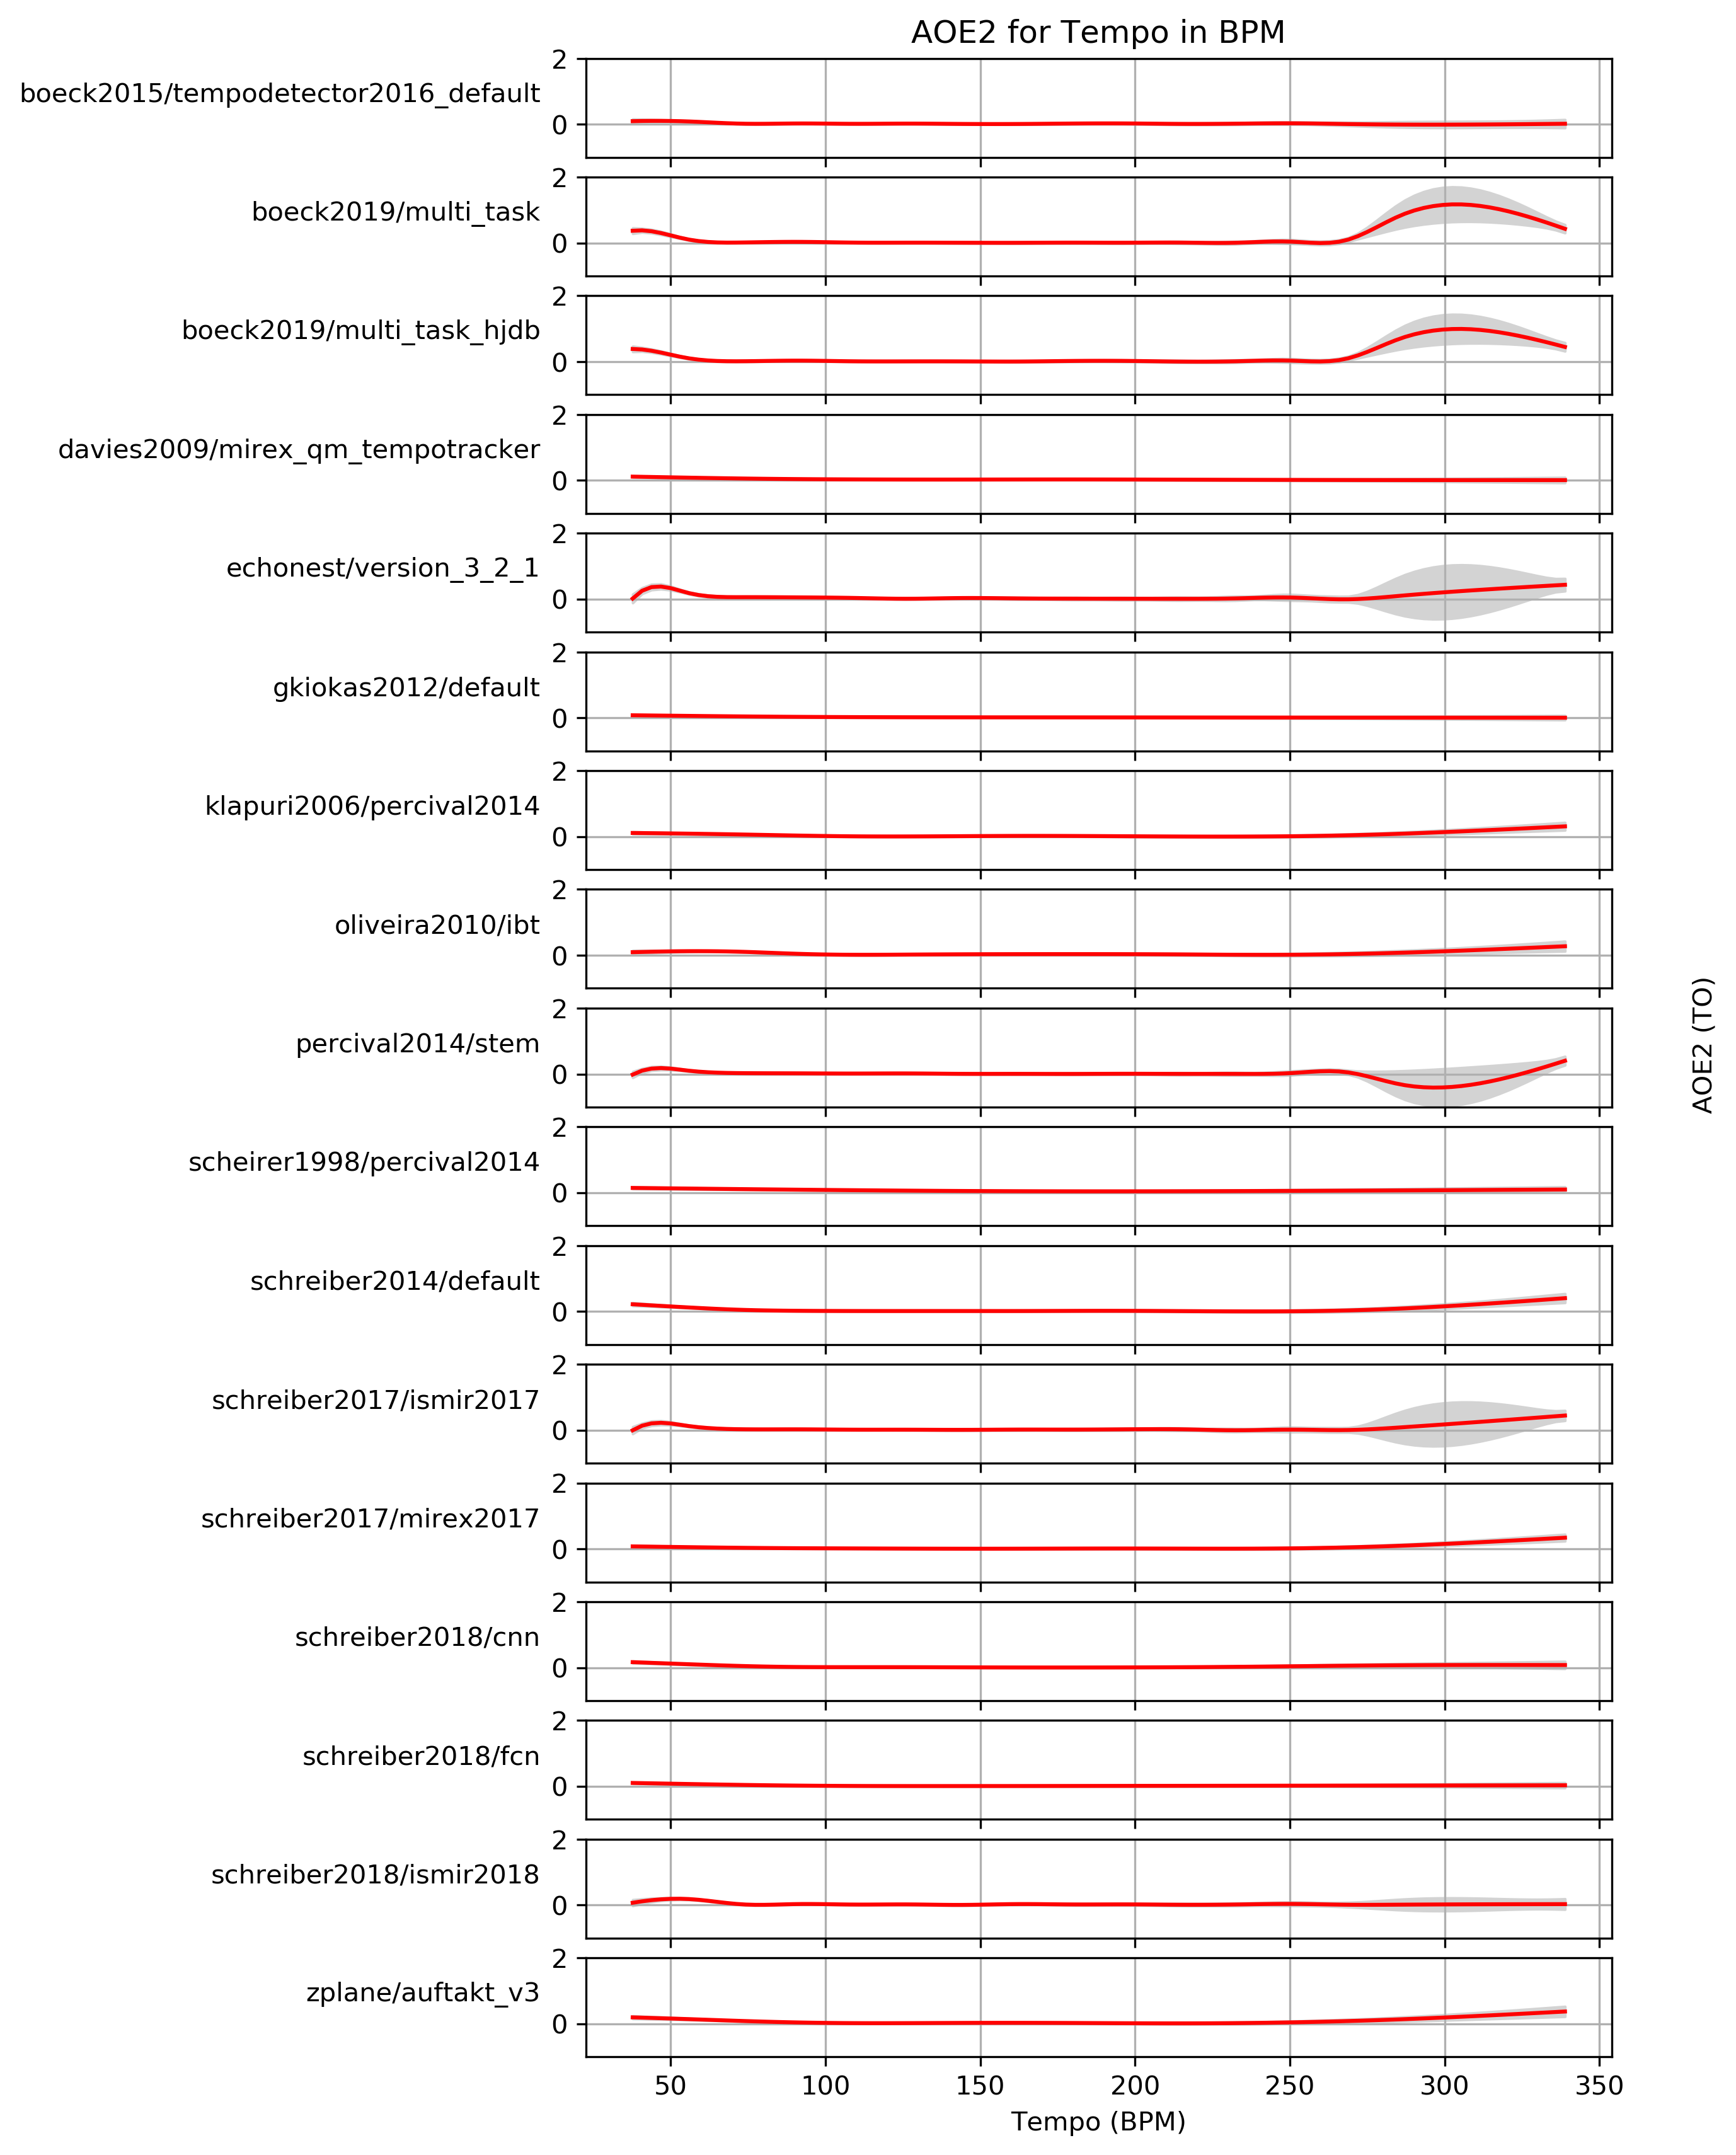 AOE2 for Tempo in BPM
2
boeck2015/tempodetector2016_default
0
2
boeck2019/multi_task
0
2
boeck2019/multi_task_hjdb
0
2
davies2009/mirex_qm_tempotracker
0
2
echonest/version_3_2_1
0
2
gkiokas2012/default
0
2
klapuri2006/percival2014
0
2
oliveira2010/ibt
0
AOE2 (TO)
2
percival2014/stem
0
2
scheirer1998/percival2014
0
2
schreiber2014/default
0
2
schreiber2017/ismir2017
0
2
schreiber2017/mirex2017
0
2
schreiber2018/cnn
0
2
schreiber2018/fcn
0
2
schreiber2018/ismir2018
0
2
zplane/auftakt_v3
0
50 100 150 200 250 300 350
Tempo (BPM)